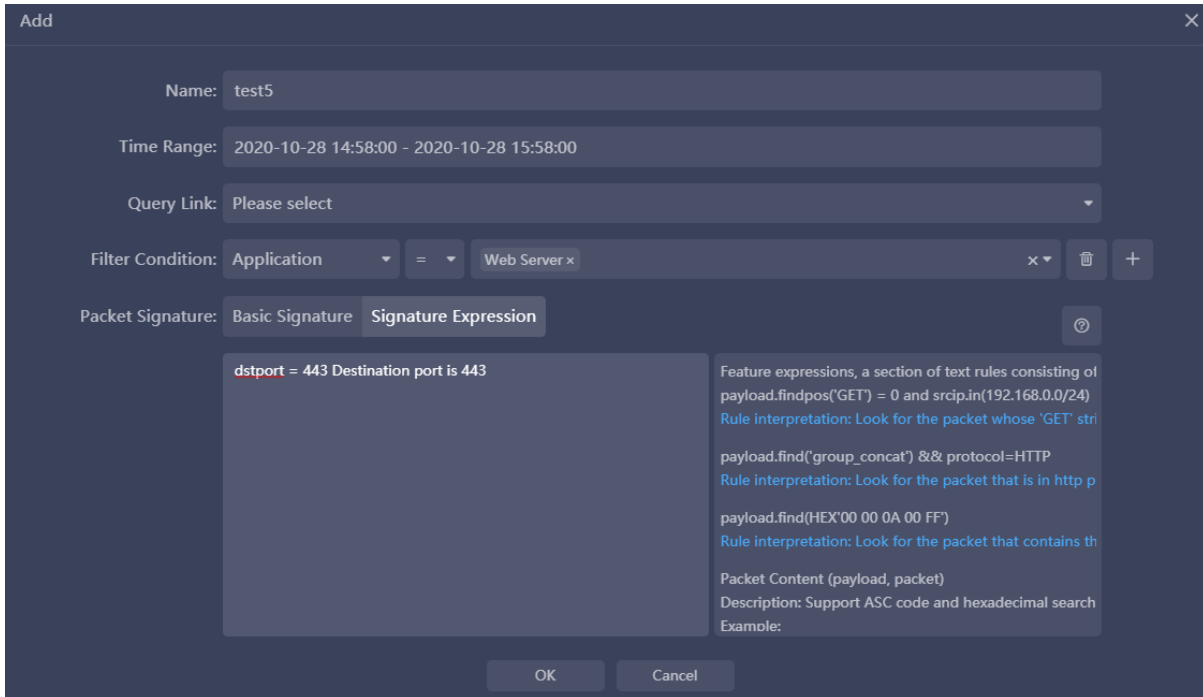 Add
Name: test5
Time Range: 2020-10-28 14:58:00 - 2020-10-28 15:58:00
Query Link: Please select
Filter Condition: Application = Web Server ×
Packet Signature: Basic Signature Signature Expression
dstport = 443 Destination port is 443
Feature expressions, a section of text rules consisting of
payload.findpos('GET') = 0 and srcip.in(192.168.0.0/24)
Rule interpretation: Look for the packet whose 'GET' stri
payload.find('group_concat') && protocol=HTTP
Rule interpretation: Look for the packet that is in http p
payload.find(HEX'00 00 0A 00 FF')
Rule interpretation: Look for the packet that contains th
Packet Content (payload, packet)
Description: Support ASC code and hexadecimal search
Example:
OK Cancel